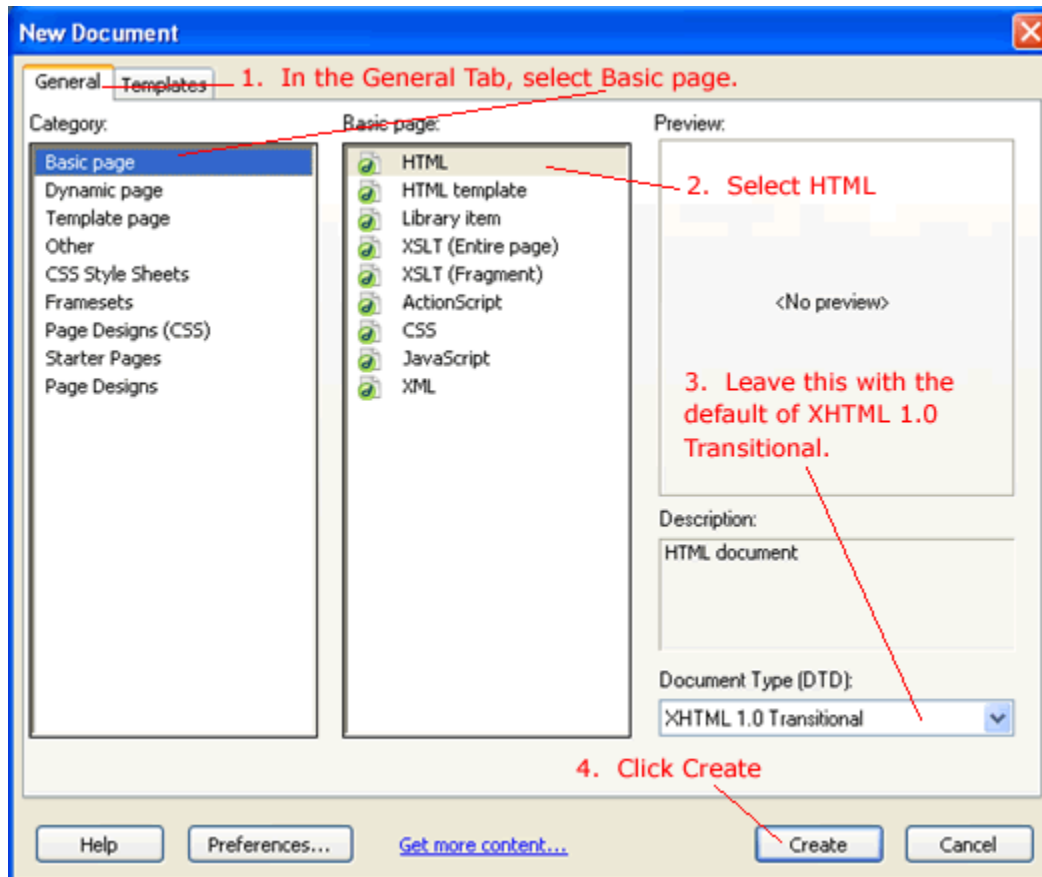 New Document
General
Templates
1. In the General Tab, select Basic page.
Category:
Basic page:
Preview:
Basic page
Dynamic page
Template page
Other
CSS Style Sheets
Framesets
Page Designs (CSS)
Starter Pages
Page Designs
HTML
HTML template
Library item
XSLT (Entire page)
XSLT (Fragment)
ActionScript
CSS
JavaScript
XML
2. Select HTML
<No preview>
3. Leave this with the
default of XHTML 1.0
Transitional.
Description:
HTML document
Document Type (DTD):
XHTML 1.0 Transitional
4. Click Create
Help
Preferences...
Get more content...
Create
Cancel